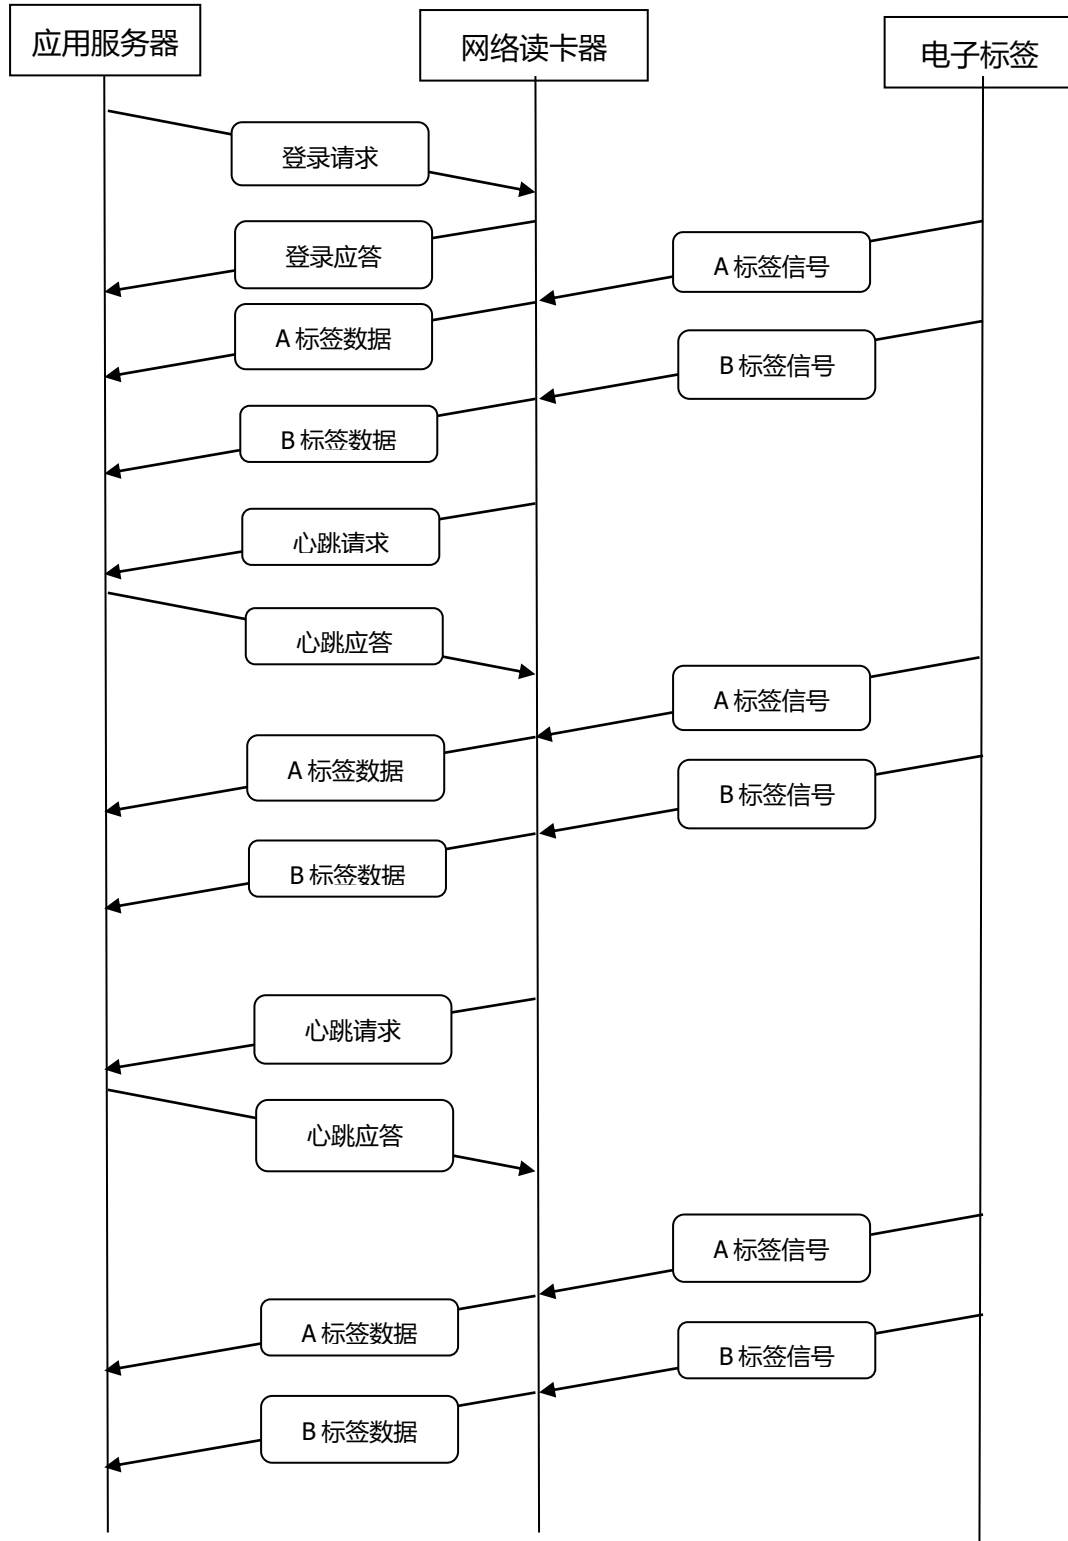 应用服务器
网络读卡器
电子标签
登录请求
登录应答
A 标签信号
A 标签数据
B 标签信号
B 标签数据
心跳请求
心跳应答
A 标签信号
A 标签数据
B 标签信号
B 标签数据
心跳请求
心跳应答
A 标签信号
A 标签数据
B 标签信号
B 标签数据